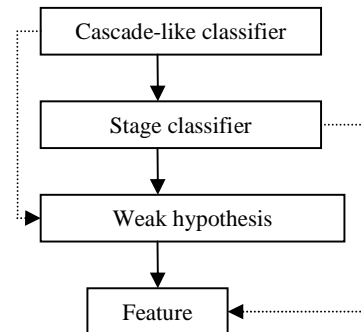 Cascade-like classifier
Stage classifier
Weak hypothesis
Feature